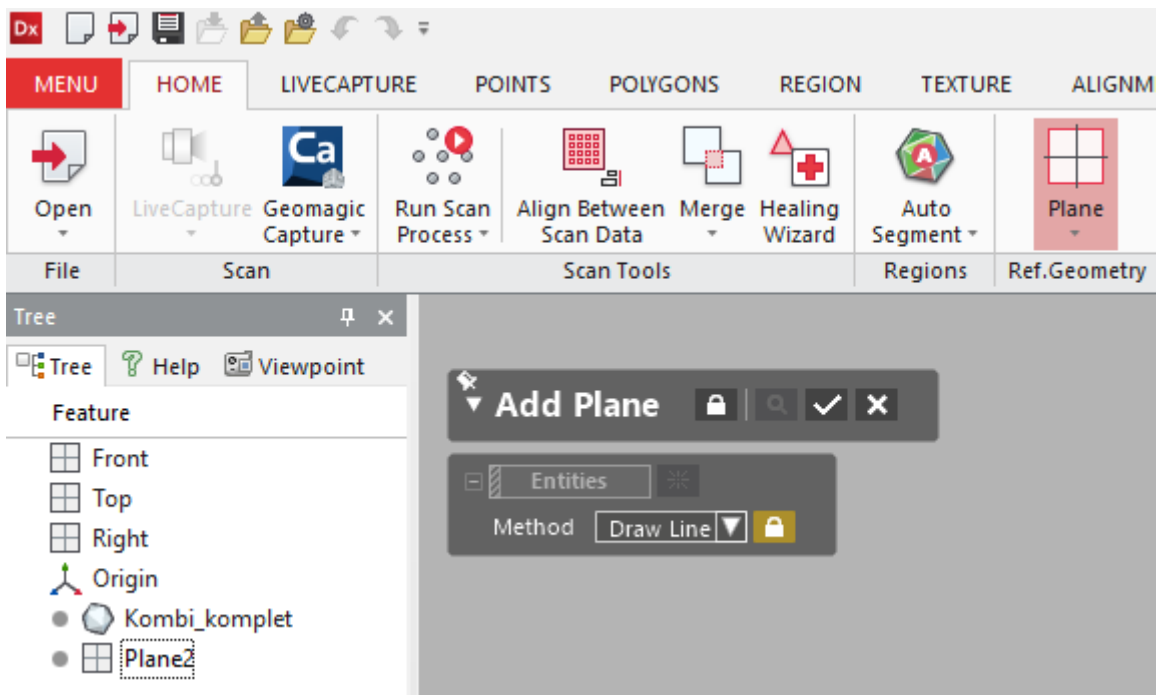 Dx
MENU HOME LIVECAPTURE POINTS POLYGONS REGION TEXTURE ALIGNM
Ca
A
Open LiveCapture Geomagic Capture Run Scan Process Align Between Scan Data Merge Healing Wizard Auto Segment Plane
File Scan Scan Tools Regions Ref.Geometry
Tree
Tree Help Viewpoint
Feature
Front
Top
Right
Origin
Kombi_komplet
Plane2
Add Plane
Entities
Method Draw Line